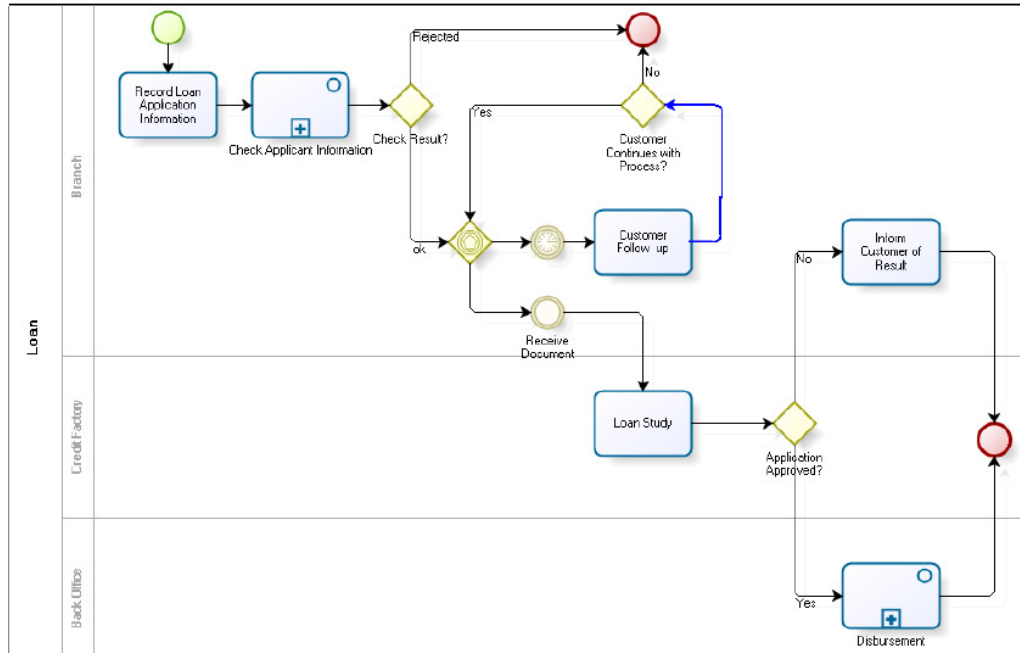 Loan
Branch
Record Loan
Application
Information
Check Applicant Information
Check Result?
Rejected
ok
No
Yes
Customer
Continues with
Process?
Customer
Follow-up
Receive
Document
Inform
Customer of
Result
No
Credit Factory
Loan Study
Application
Approved?
Back Office
Yes
Disbursement